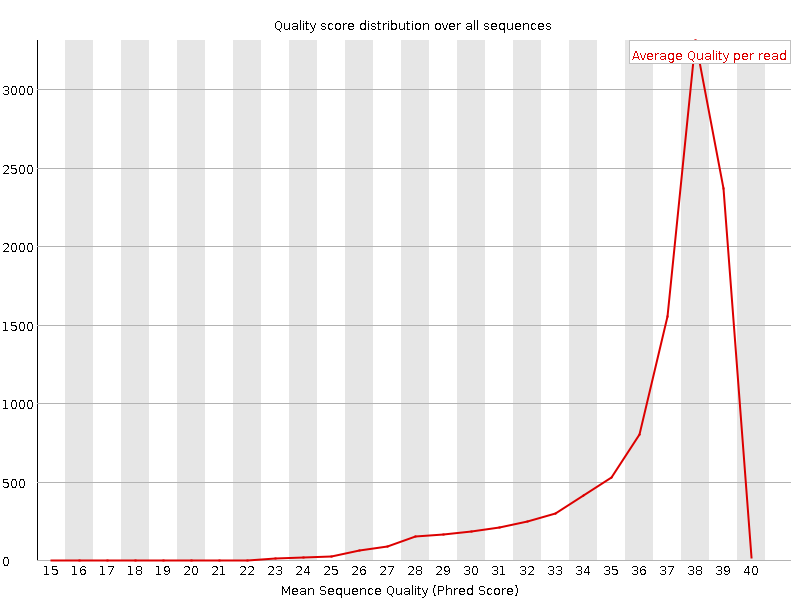 Quality score distribution over all sequences
Average Quality per read
3000
2500
2000
1500
1000
500
0
15 16 17 18 19 20 21 22 23 24 25 26 27 28 29 30 31 32 33 34 35 36 37 38 39 40
Mean Sequence Quality (Phred Score)